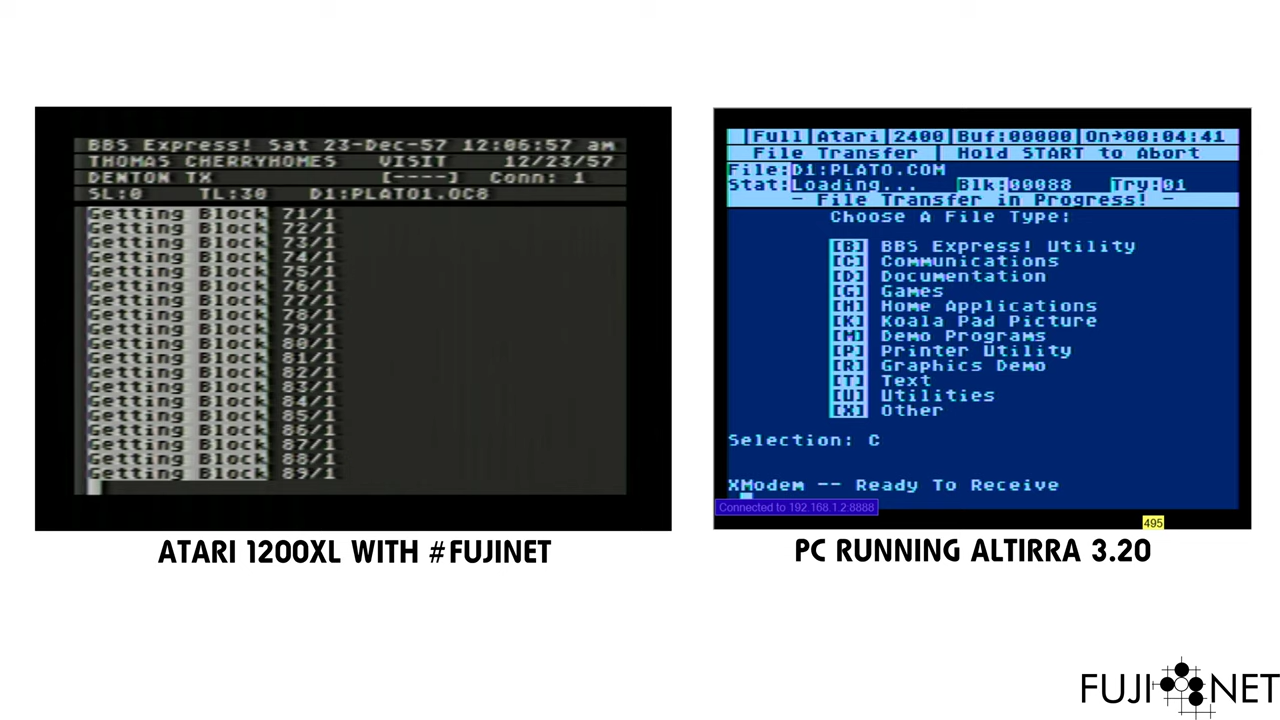 BBS Express! Sat 23-Dec-57 12:06:57 am
THOMAS CHERRYHOMES VISIT 12/23/57
DENTON TX [----] Conn: 1
SL:0 TL:30 D1:PLATO1.OC8
Getting Block 71/1
Getting Block 72/1
Getting Block 73/1
Getting Block 74/1
Getting Block 75/1
Getting Block 76/1
Getting Block 77/1
Getting Block 78/1
Getting Block 79/1
Getting Block 80/1
Getting Block 81/1
Getting Block 82/1
Getting Block 83/1
Getting Block 84/1
Getting Block 85/1
Getting Block 86/1
Getting Block 87/1
Getting Block 88/1
Getting Block 89/1
ATARI 1200XL WITH #FUJINET
|Full|Atari|2400|Buf:00000|On→00:04:41
File Transfer | Hold START to Abort
File:D1:PLATO.COM
Stat:Loading... Blk:00088 Try:01
- File Transfer in Progress! -
Choose A File Type:
[B] BBS Express! Utility
[C] Communications
[D] Documentation
[G] Games
[H] Home Applications
[K] Koala Pad Picture
[M] Demo Programs
[P] Printer Utility
[R] Graphics Demo
[T] Text
[U] Utilities
[X] Other
Selection: C
XModem -- Ready To Receive
Connected to 192.168.1.2:8888
495
PC RUNNING ALTIRRA 3.20
FUJINET